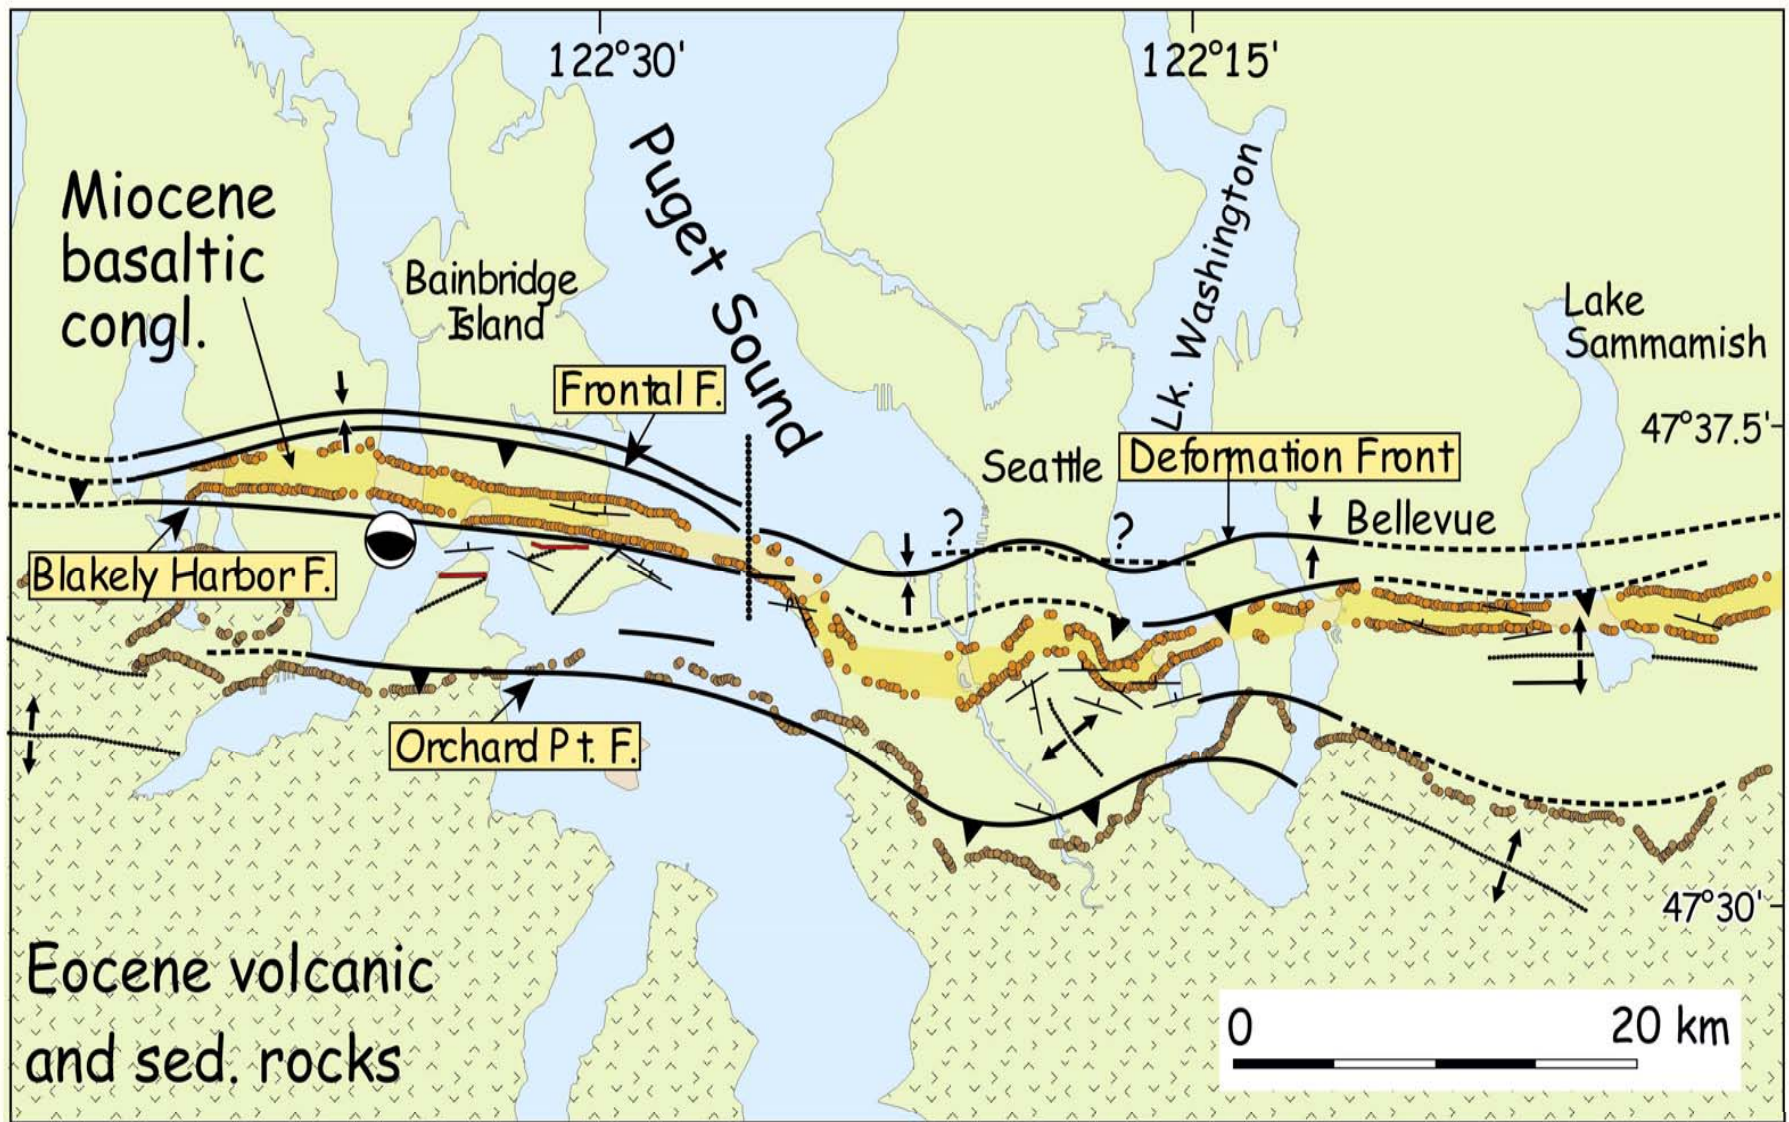 122°30'
122°15'
Puget Sound
Miocene
basaltic
congl.
Bainbridge
Island
Lk. Washington
Lake
Sammamish
Frontal F.
47°37.5'
Seattle
Deformation Front
?
?
Bellevue
Blakely Harbor F.
Orchard Pt. F.
47°30'
Eocene volcanic
and sed. rocks
0 20 km